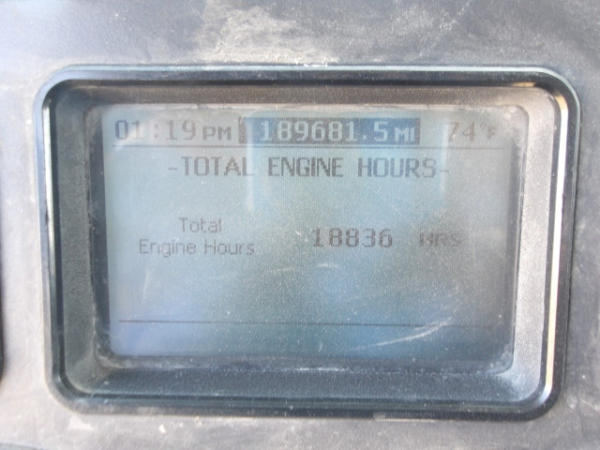 01:19 PM 189681.5 MI 74°F
-TOTAL ENGINE HOURS-
Total
Engine Hours 18836 HRS